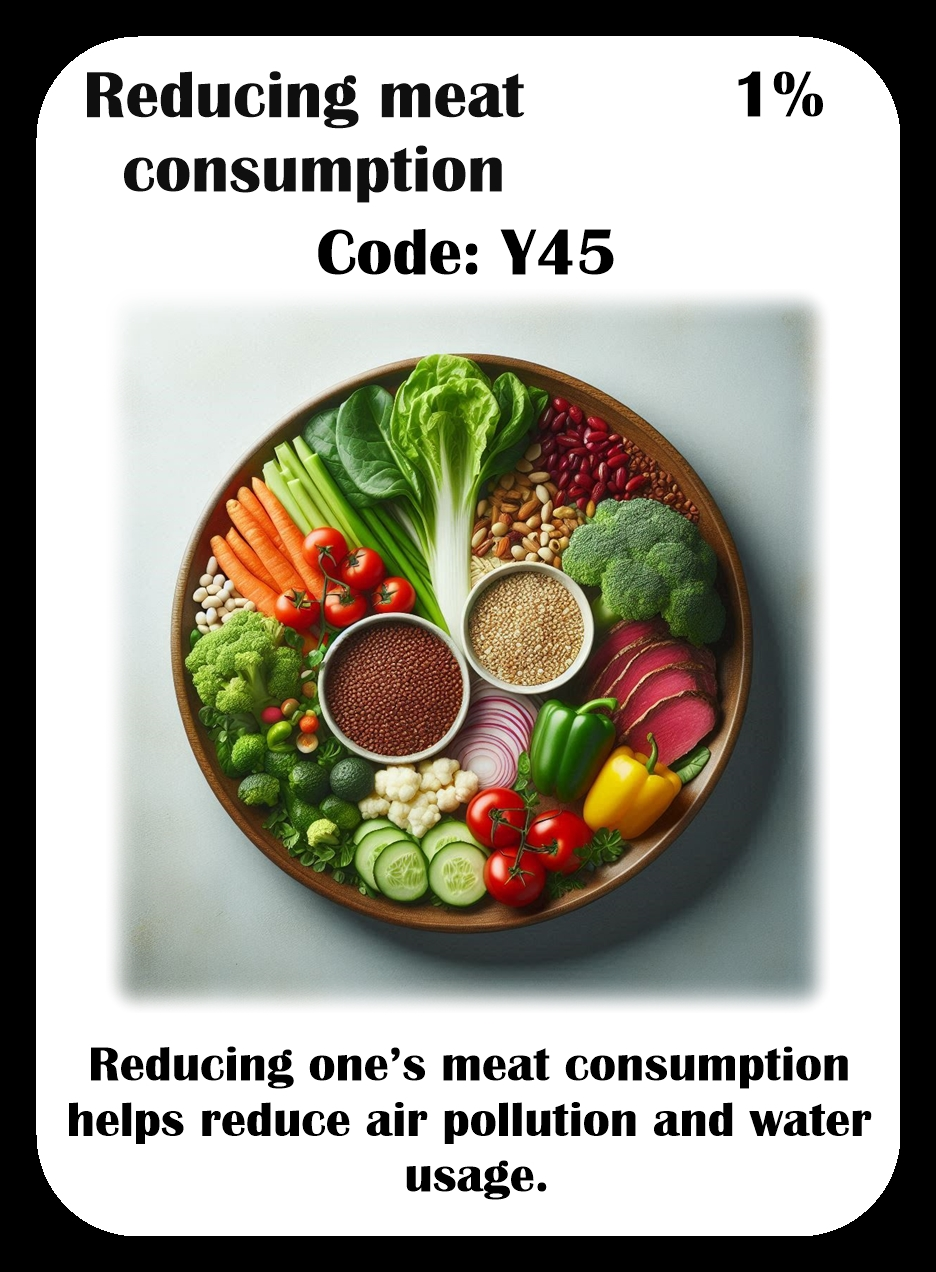 Reducing meat 1%
consumption
Code: Y45
Reducing one’s meat consumption
helps reduce air pollution and water
usage.